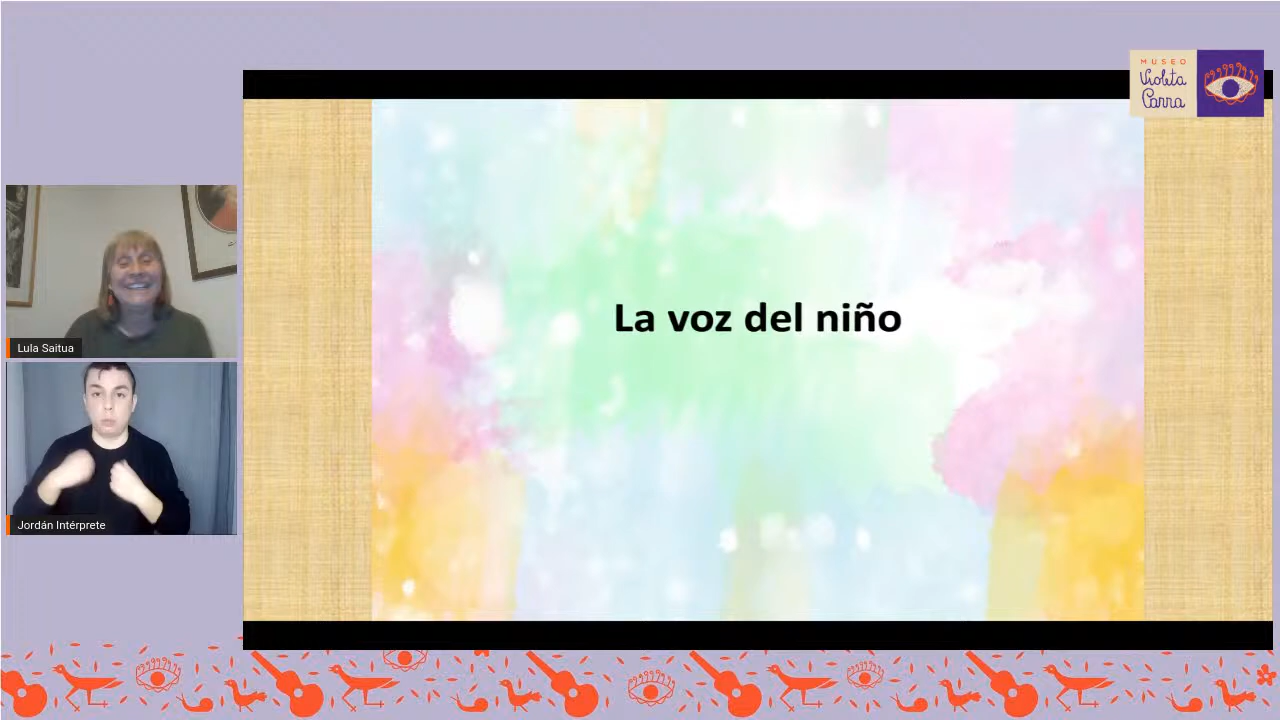 MUSEO
Violeta
Parra
La voz del niño
Lula Saitua
Jordán Intérprete